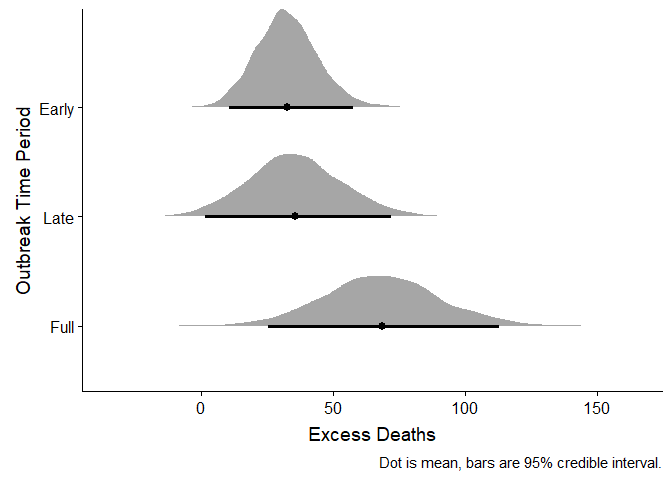 Outbreak Time Period
Early
Late
Full
0 50 100 150
Excess Deaths
Dot is mean, bars are 95% credible interval.